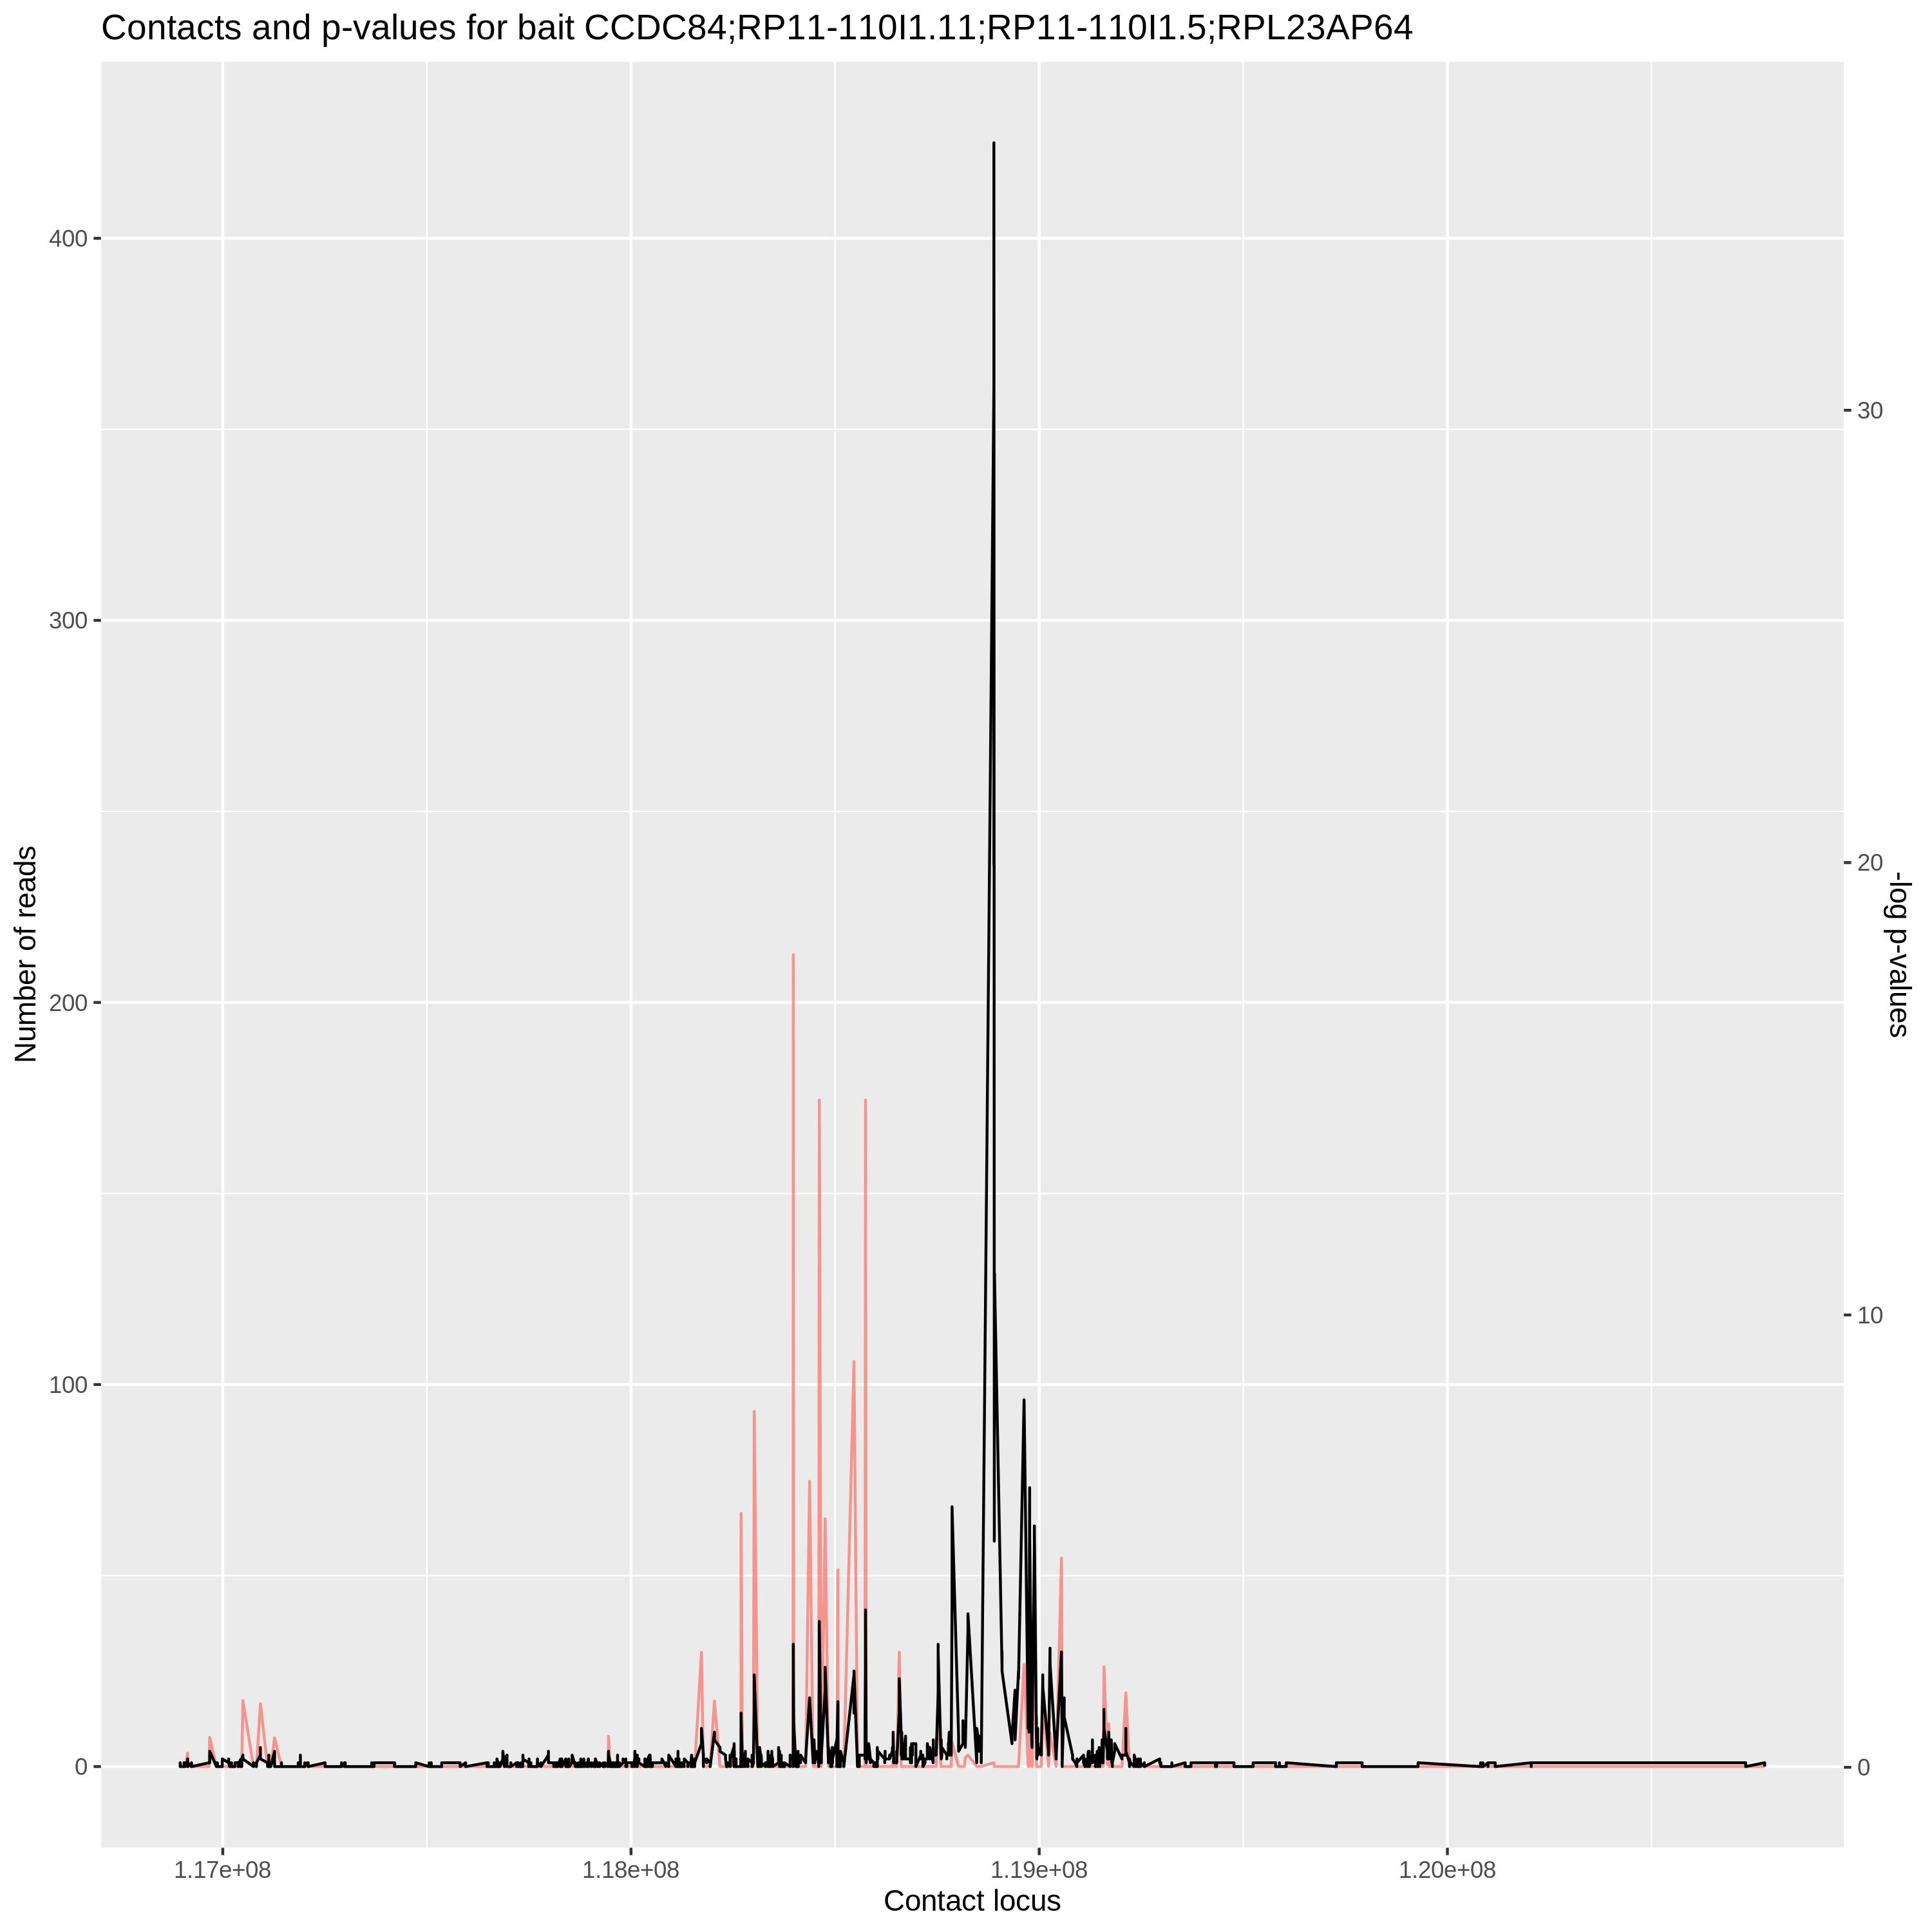 Contacts and p-values for bait CCDC84;RP11-110I1.11;RP11-110I1.5;RPL23AP64
400
300
200
100
0
Number of reads
30
20
10
0
-log p-values
1.17e+08
1.18e+08
1.19e+08
1.20e+08
Contact locus